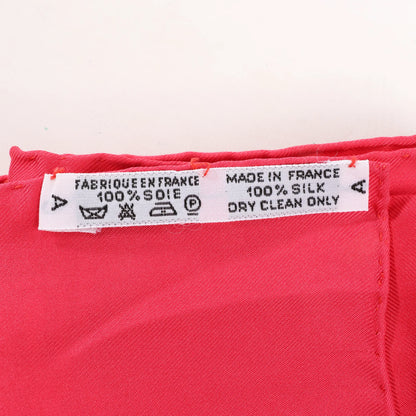 A
FABRIQUE EN FRANCE
100% SOIE
P
MADE IN FRANCE
100% SILK
DRY CLEAN ONLY
A